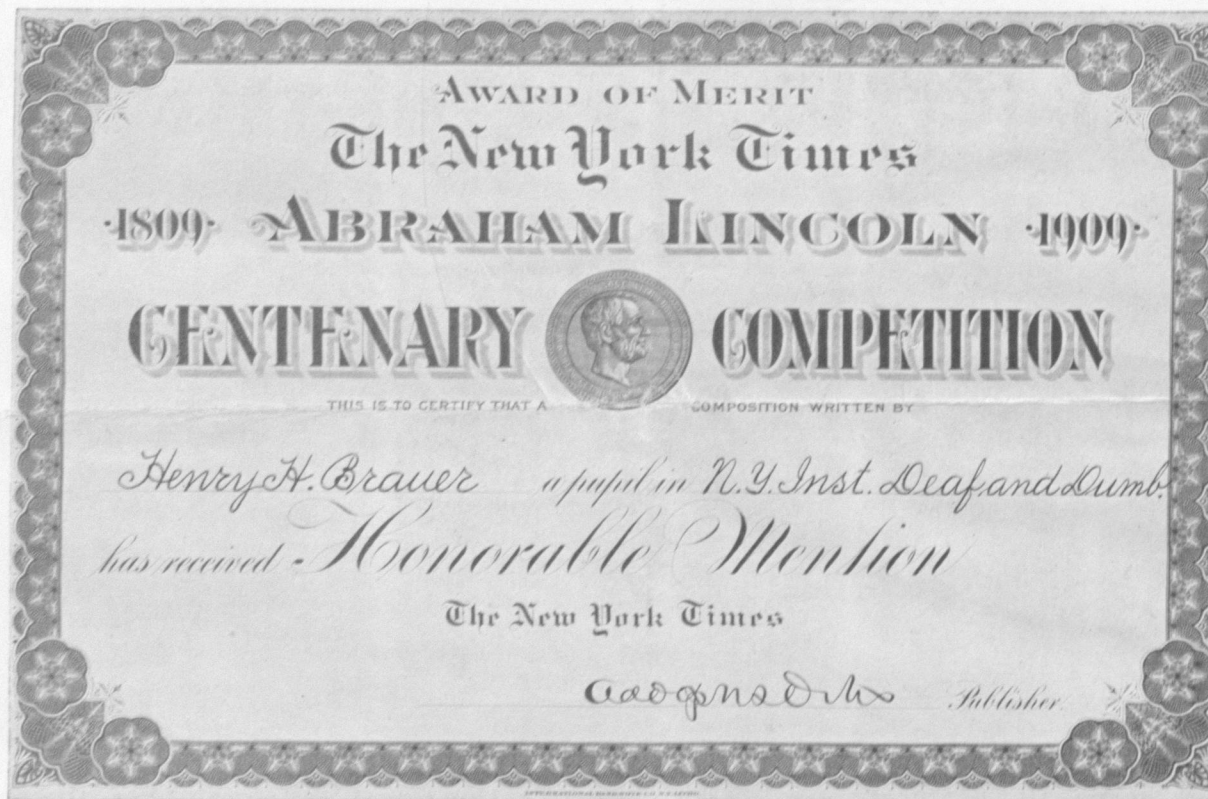 AWARD OF MERIT
The New York Times
·1809· ABRAHAM LINCOLN ·1909·
CENTENARY COMPETITION
THIS IS TO CERTIFY THAT A COMPOSITION WRITTEN BY
Henry H. Brauer a pupil in N.Y. Inst. Deaf and Dumb.
has received - Honorable Mention
The New York Times
Publisher.